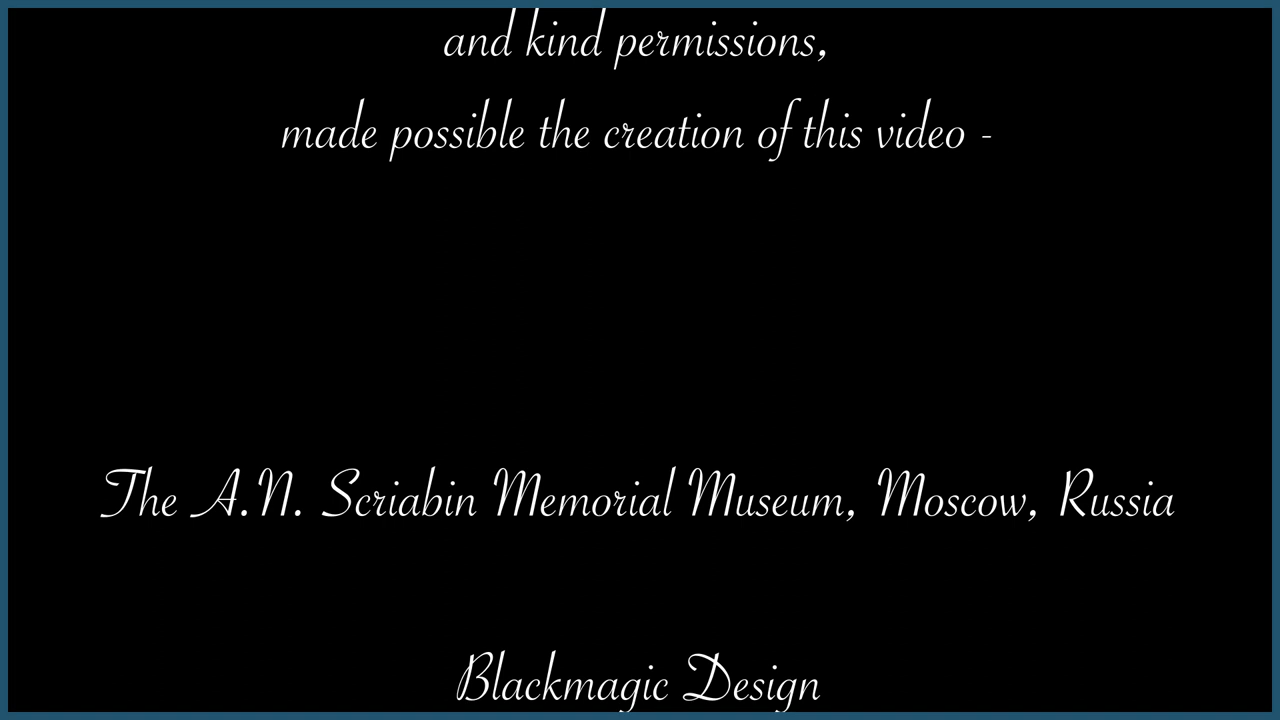 and kind permissions,
made possible the creation of this video -
The A.N. Scriabin Memorial Museum, Moscow, Russia
Blackmagic Design